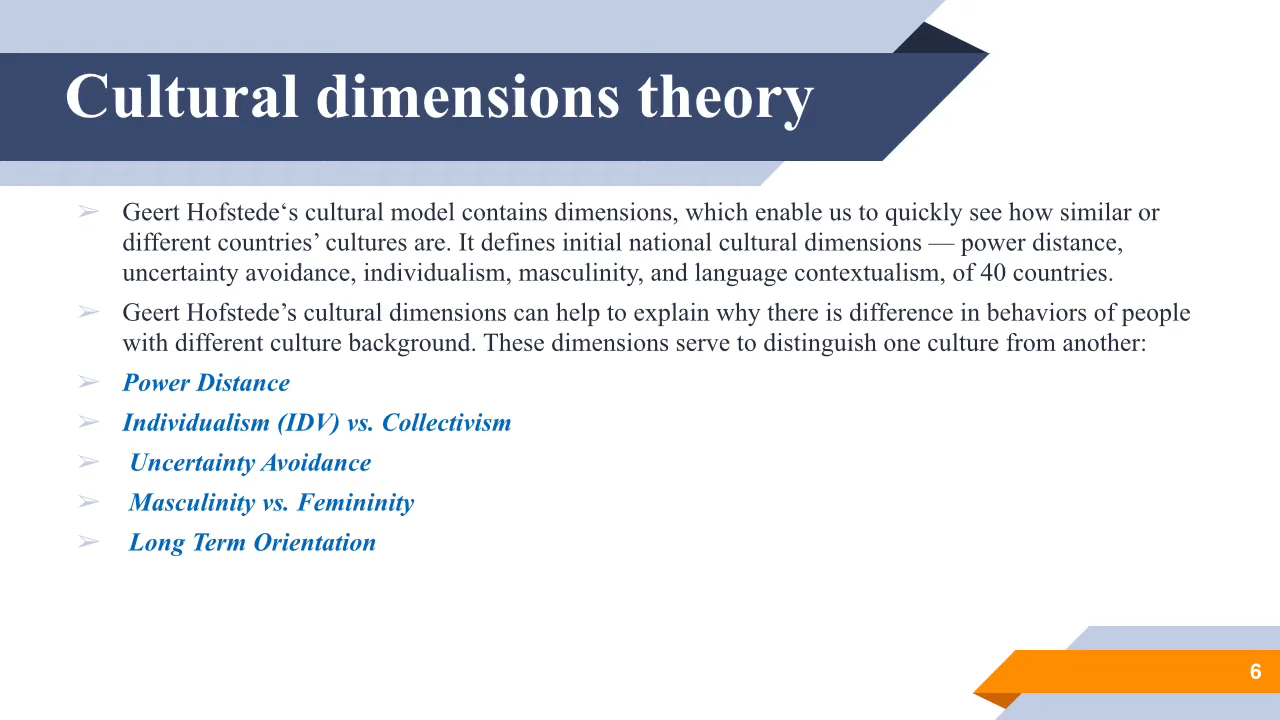 Cultural dimensions theory
➢ Geert Hofstede‘s cultural model contains dimensions, which enable us to quickly see how similar or
different countries’ cultures are. It defines initial national cultural dimensions — power distance,
uncertainty avoidance, individualism, masculinity, and language contextualism, of 40 countries.
➢ Geert Hofstede’s cultural dimensions can help to explain why there is difference in behaviors of people
with different culture background. These dimensions serve to distinguish one culture from another:
➢ Power Distance
➢ Individualism (IDV) vs. Collectivism
➢ Uncertainty Avoidance
➢ Masculinity vs. Femininity
➢ Long Term Orientation
6